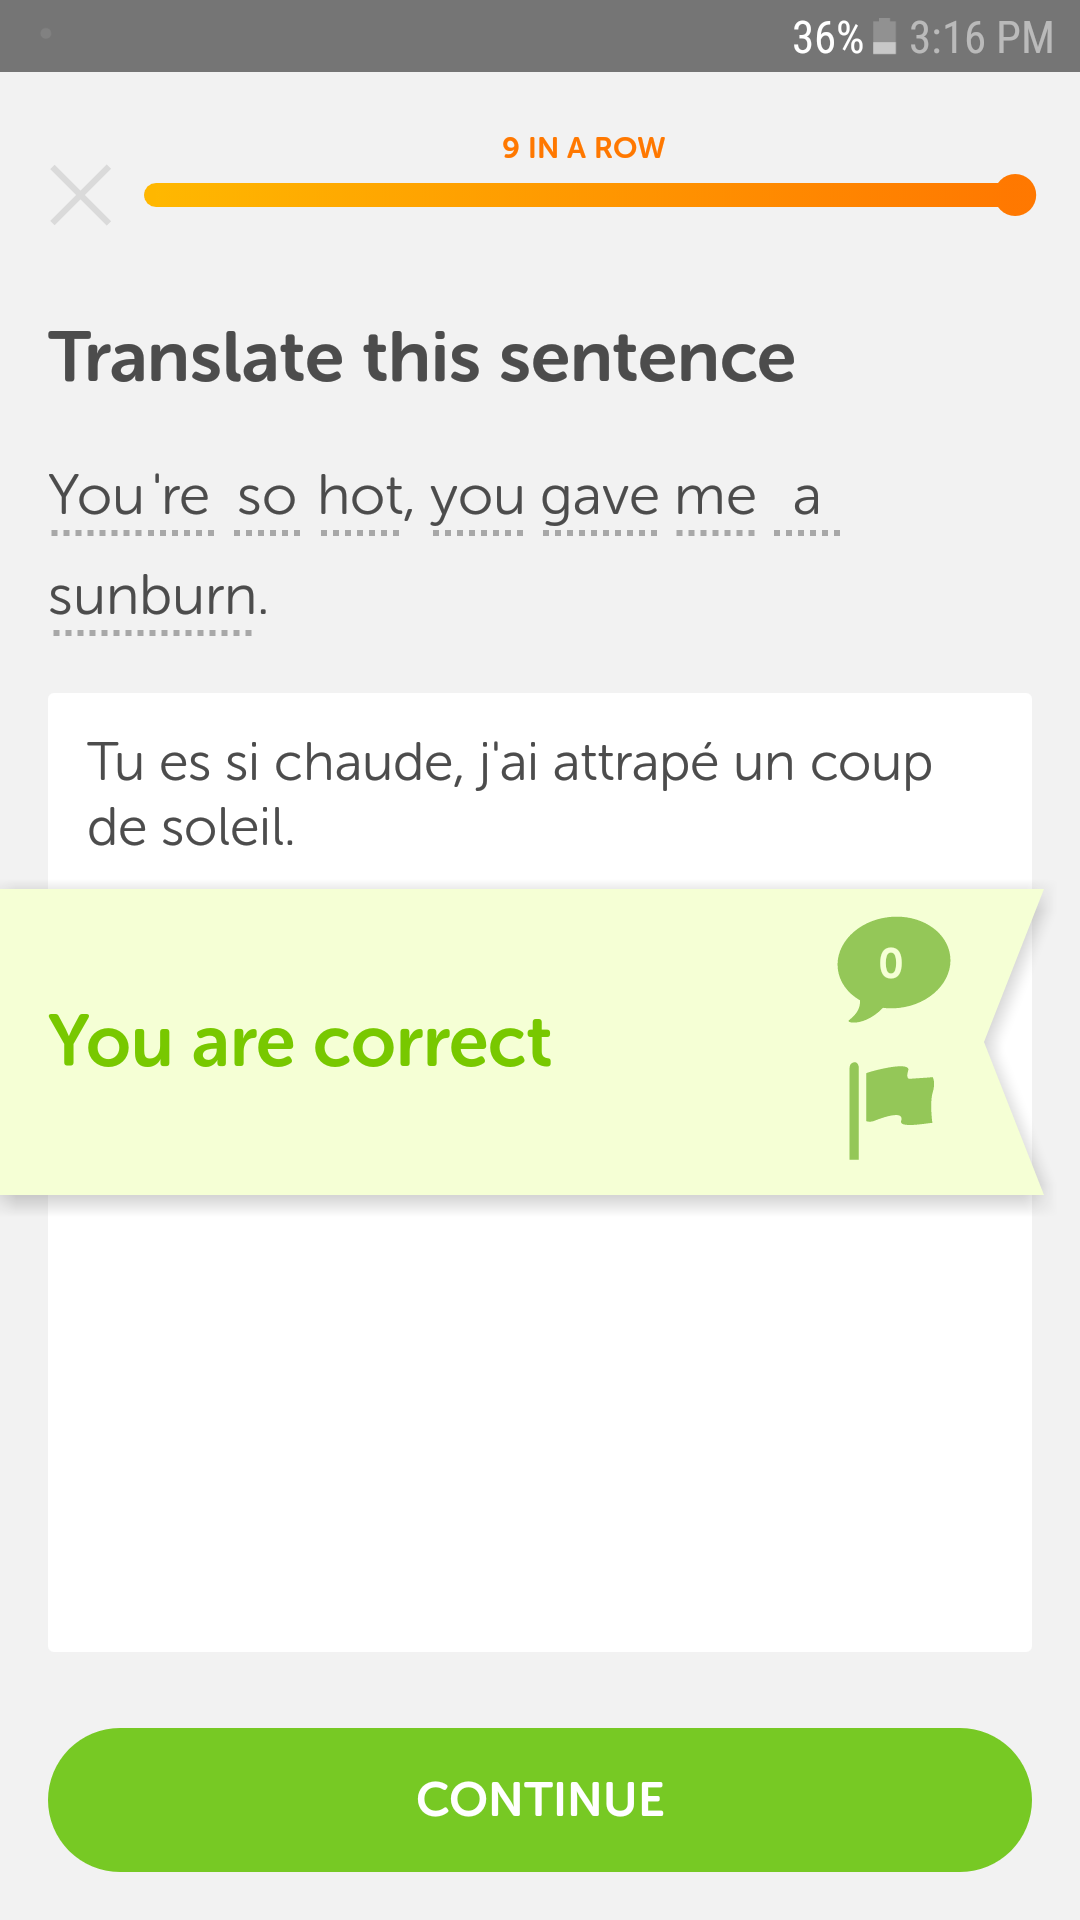 36% 3:16 PM
9 IN A ROW
Translate this sentence
You're so hot, you gave me a
sunburn.
Tu es si chaude, j'ai attrapé un coup
de soleil.
0
You are correct
CONTINUE